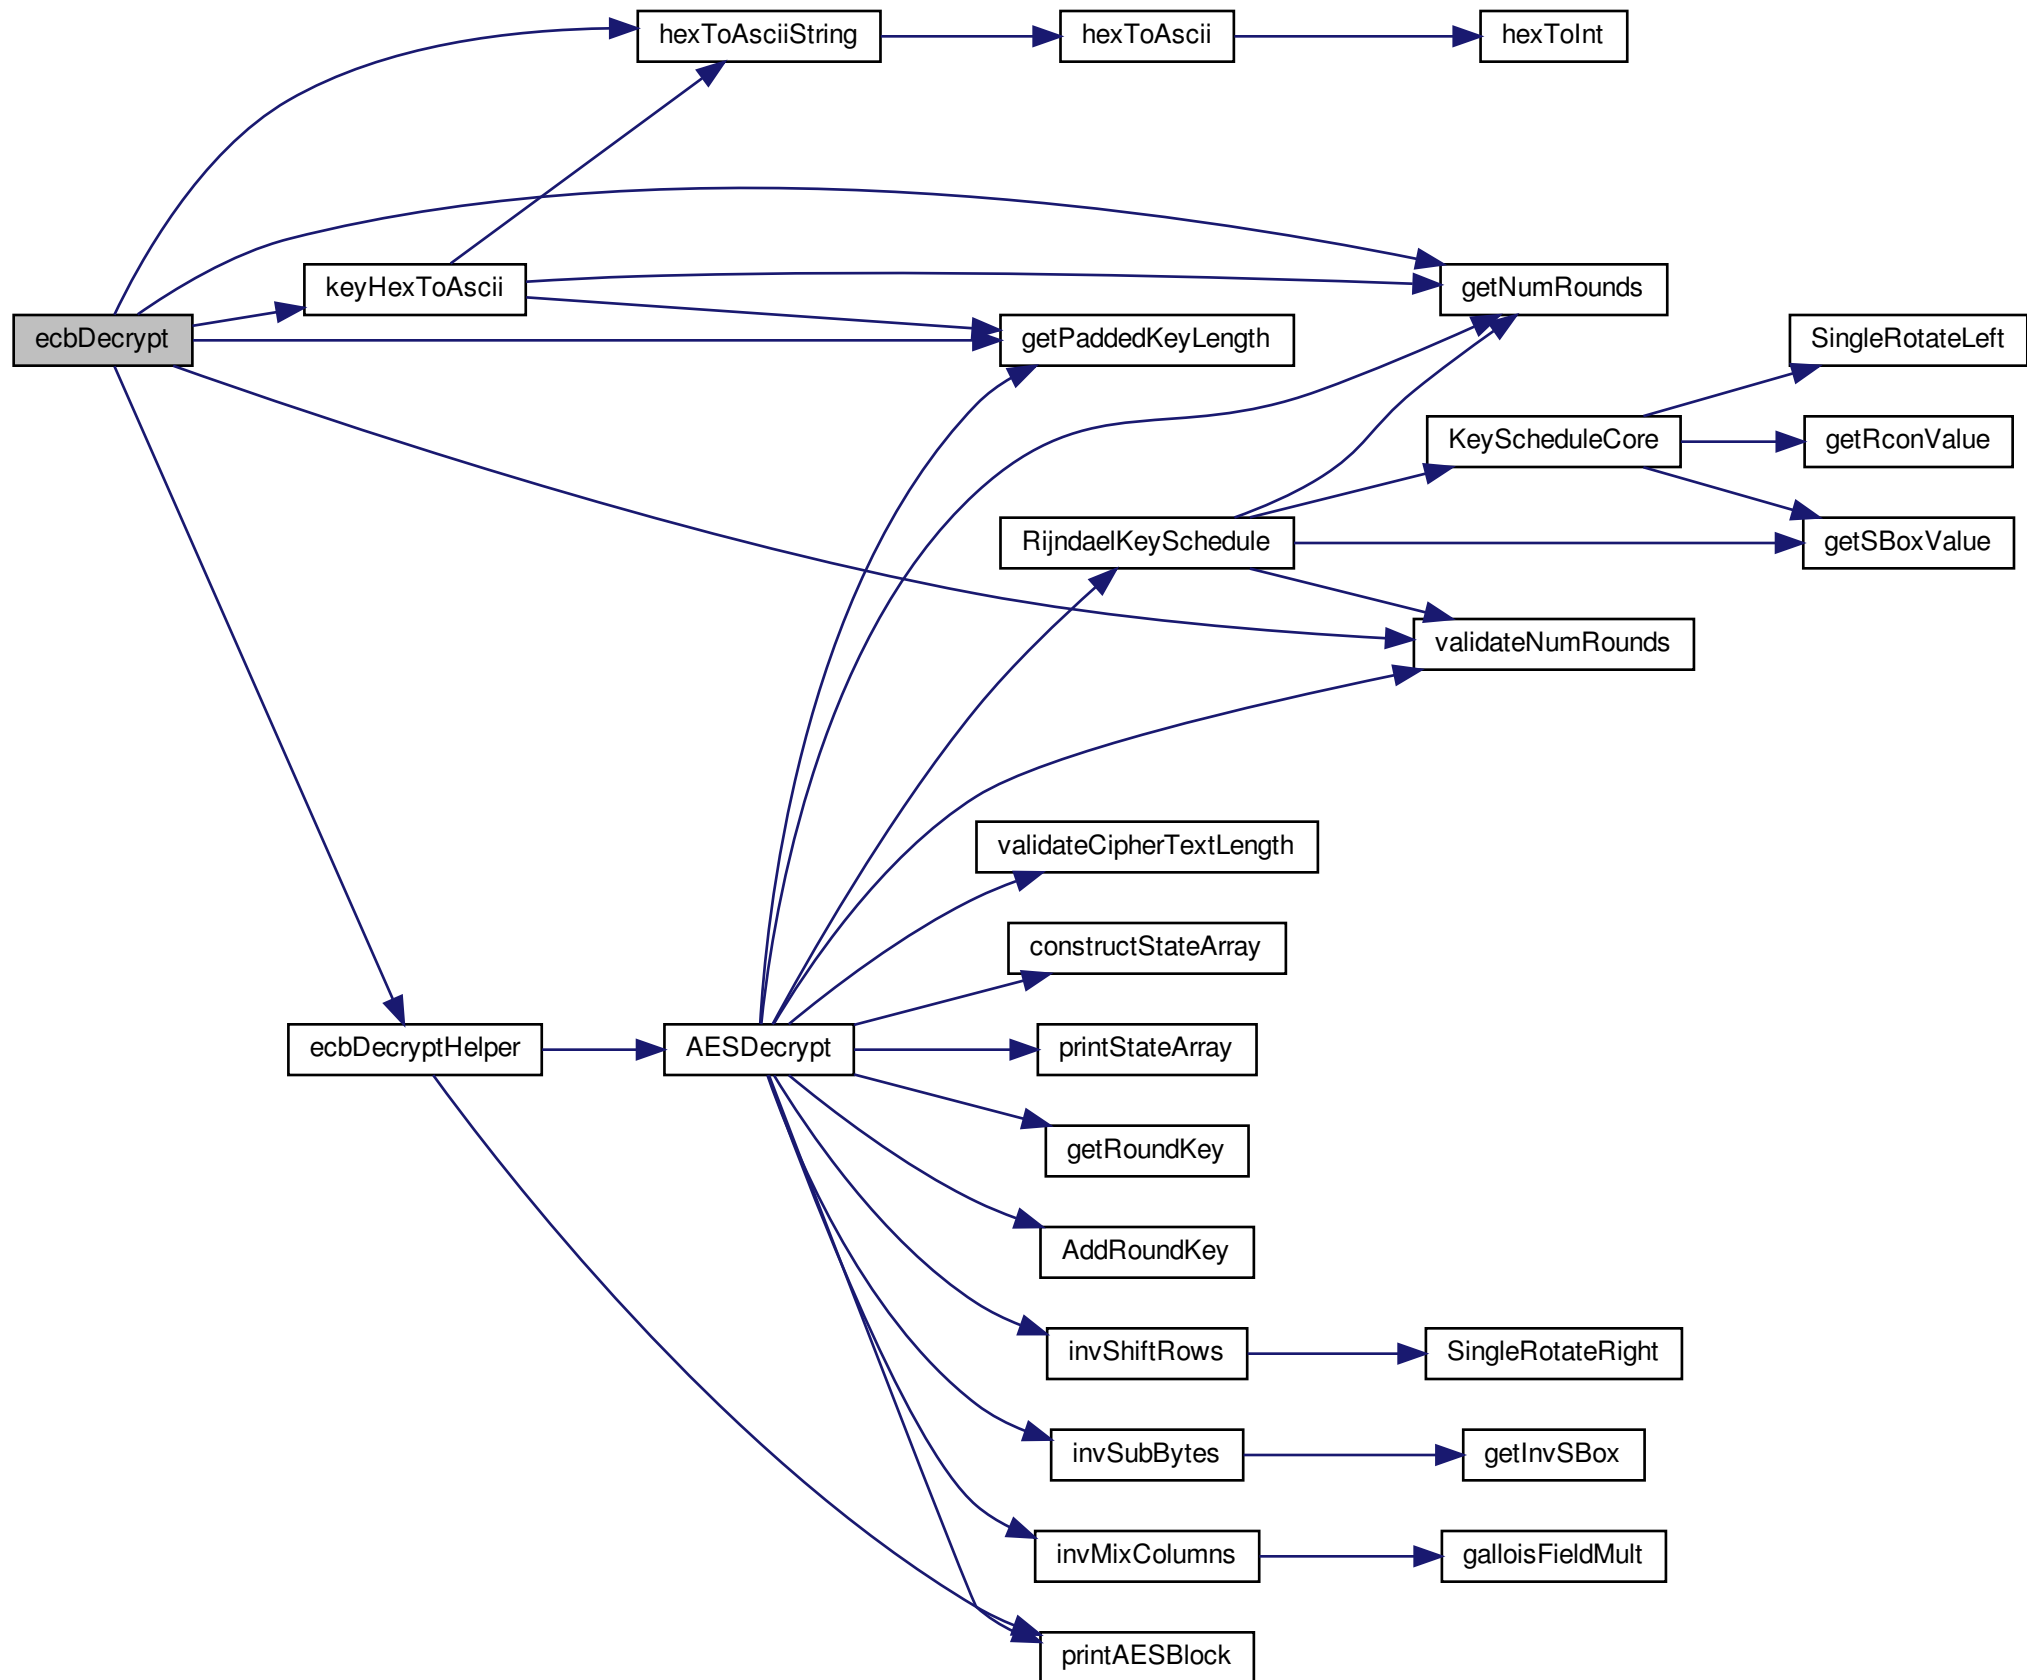 hexToAsciiString
hexToAscii
hexToInt
keyHexToAscii
getNumRounds
ecbDecrypt
getPaddedKeyLength
SingleRotateLeft
KeyScheduleCore
getRconValue
RijndaelKeySchedule
getSBoxValue
validateNumRounds
validateCipherTextLength
constructStateArray
ecbDecryptHelper
AESDecrypt
printStateArray
getRoundKey
AddRoundKey
invShiftRows
SingleRotateRight
invSubBytes
getInvSBox
invMixColumns
galloisFieldMult
printAESBlock